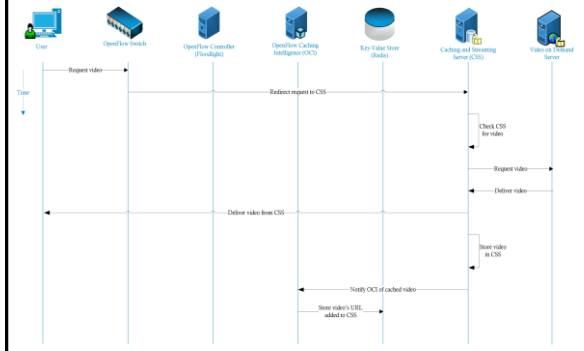 User
OpenFlow Switch
OpenFlow Controller
(Floodlight)
OpenFlow Caching
Intelligence (OCI)
Key-Value Store
(Redis)
Caching and Streaming
Server (CSS)
Video on Demand
Server
Request video
Time
Redirect request to CSS
Check CSS
for video
Request video
Deliver video
Deliver video from CSS
Store video
in CSS
Notify OCI of cached video
Store video's URL
added to CSS